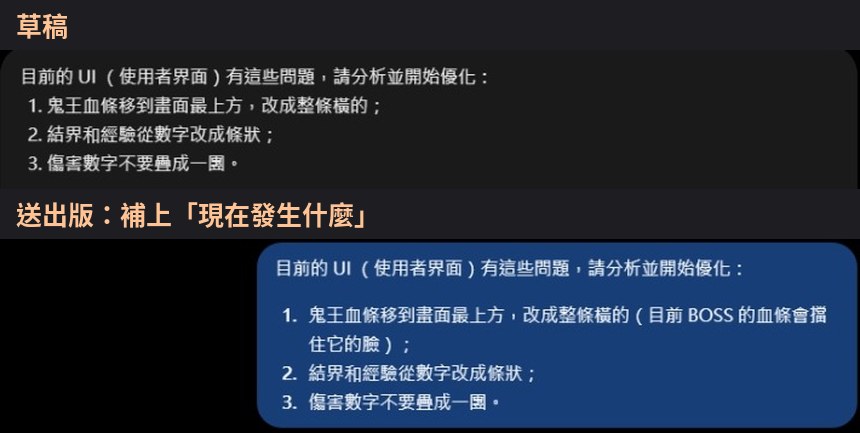 草稿
目前的 UI（使用者界面）有這些問題，請分析並開始優化：
1. 鬼王血條移到畫面最上方，改成整條橫的；
2. 結界和經驗從數字改成條狀；
3. 傷害數字不要疊成一團。
送出版：補上「現在發生什麼」
目前的 UI（使用者界面）有這些問題，請分析並開始優化：
1. 鬼王血條移到畫面最上方，改成整條橫的（目前 BOSS 的血條會擋
住它的臉）；
2. 結界和經驗從數字改成條狀；
3. 傷害數字不要疊成一團。